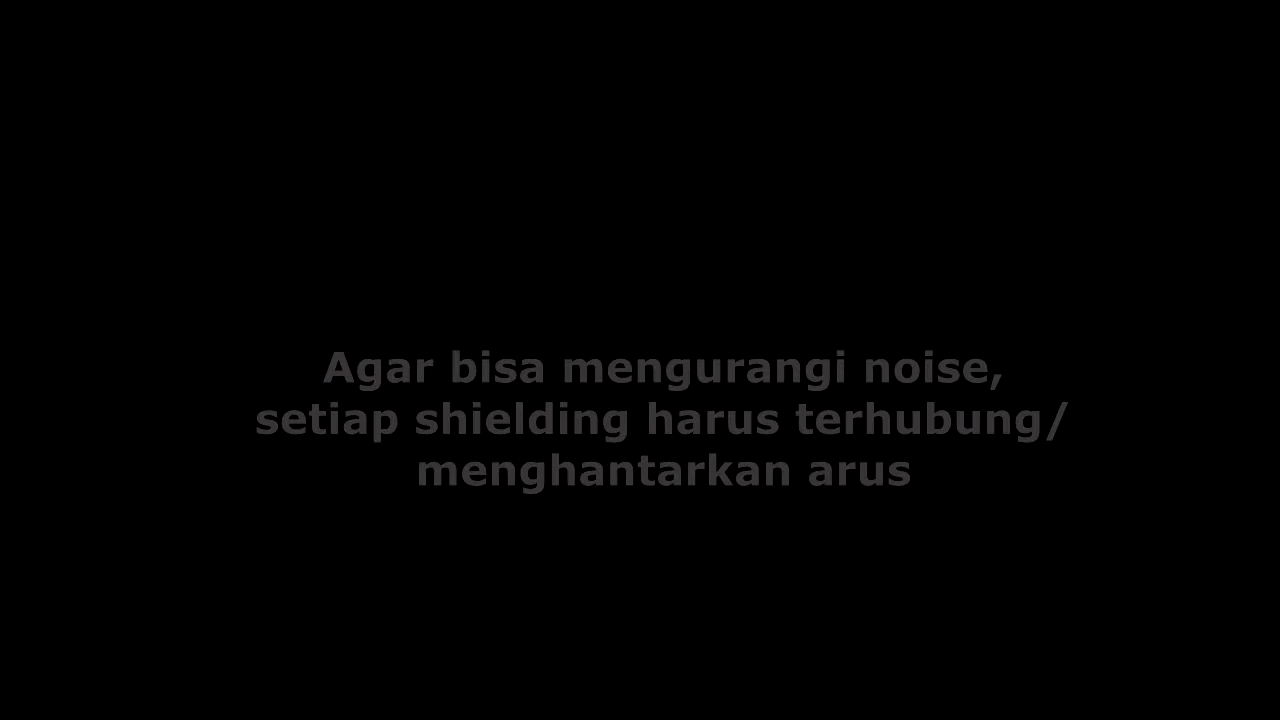 Agar bisa mengurangi noise,
setiap shielding harus terhubung/
menghantarkan arus